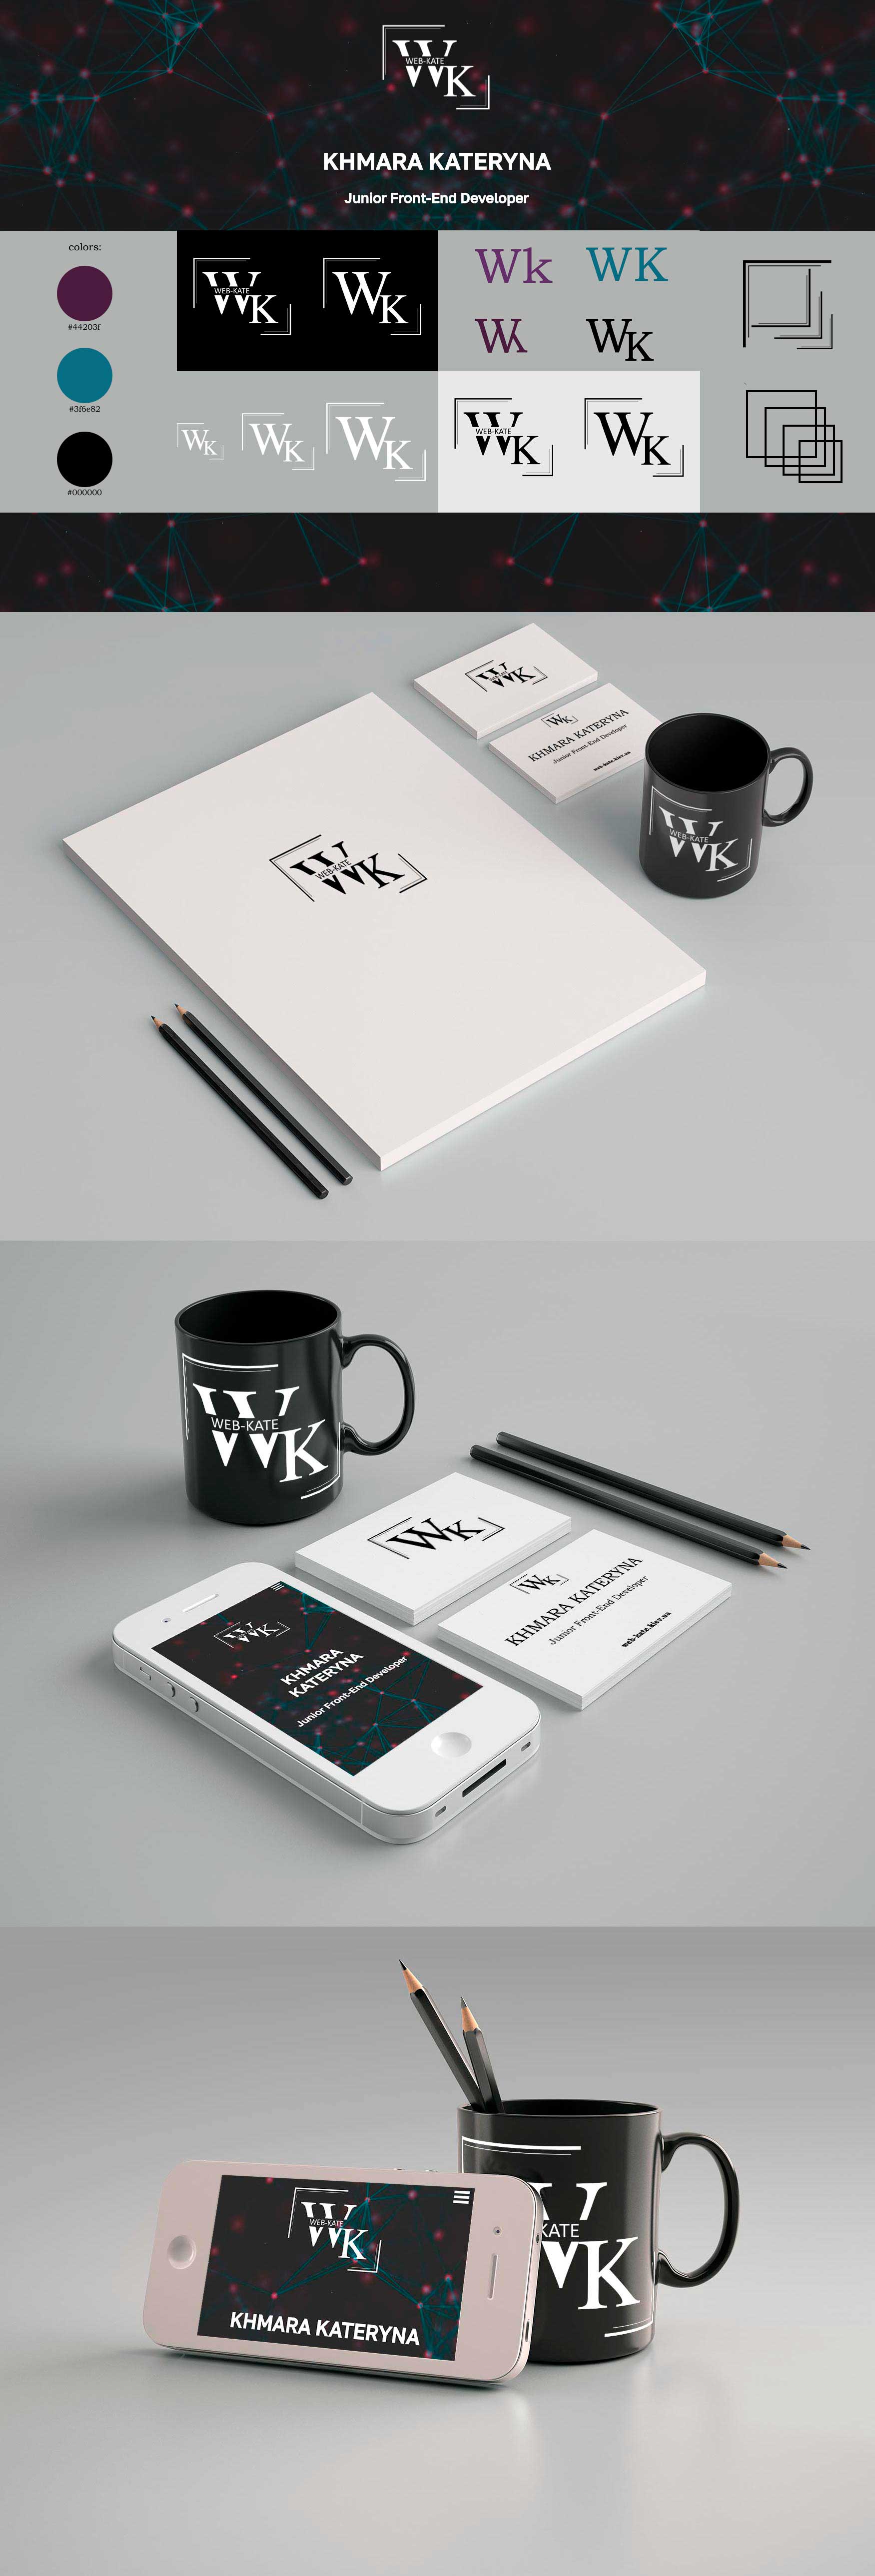 WEB-KATE
WK
KHMARA KATERYNA
Junior Front-End Developer
colors:
#44203f
#3f6e82
#000000
WEB-KATE
WK
WK
Wk
WK
WK
WK
WK
WK
WK
WEB-KATE
WK
WK
WK
WK
KHMARA KATERYNA
Junior Front-End Developer
web-kate.kiev.ua
WEB-KATE
WK
WEB-KATE
WK
WEB-KATE
WK
WK
WK
KHMARA KATERYNA
Junior Front-End Developer
web-kate.kiev.ua
WK
KHMARA
KATERYNA
Junior Front-End Developer
WEB-KATE
WK
KHMARA KATERYNA
KATE
WK